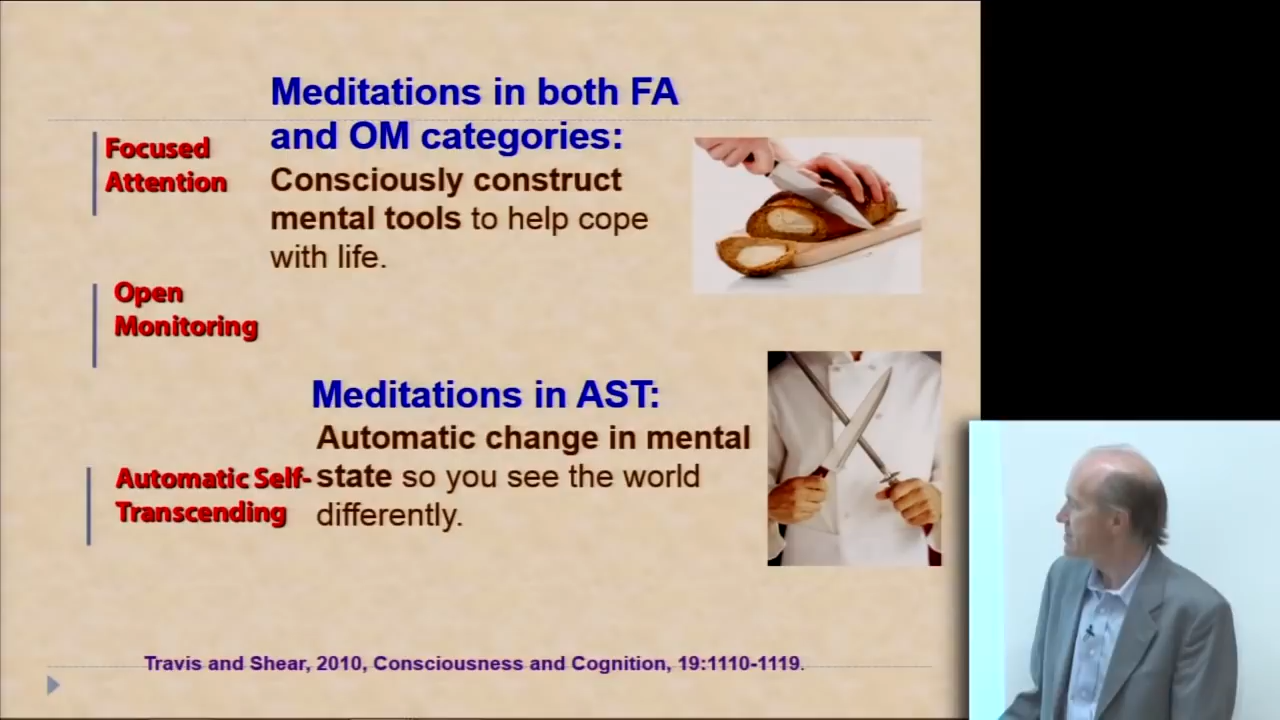 Meditations in both FA
and OM categories:
Focused
Attention
Consciously construct
mental tools to help cope
with life.
Open
Monitoring
Meditations in AST:
Automatic change in mental
state so you see the world
differently.
Automatic Self-
Transcending
Travis and Shear, 2010, Consciousness and Cognition, 19:1110-1119.